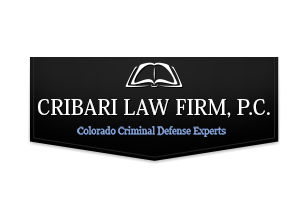 CRIBARI LAW FIRM, P.C.
Colorado Criminal Defense Experts